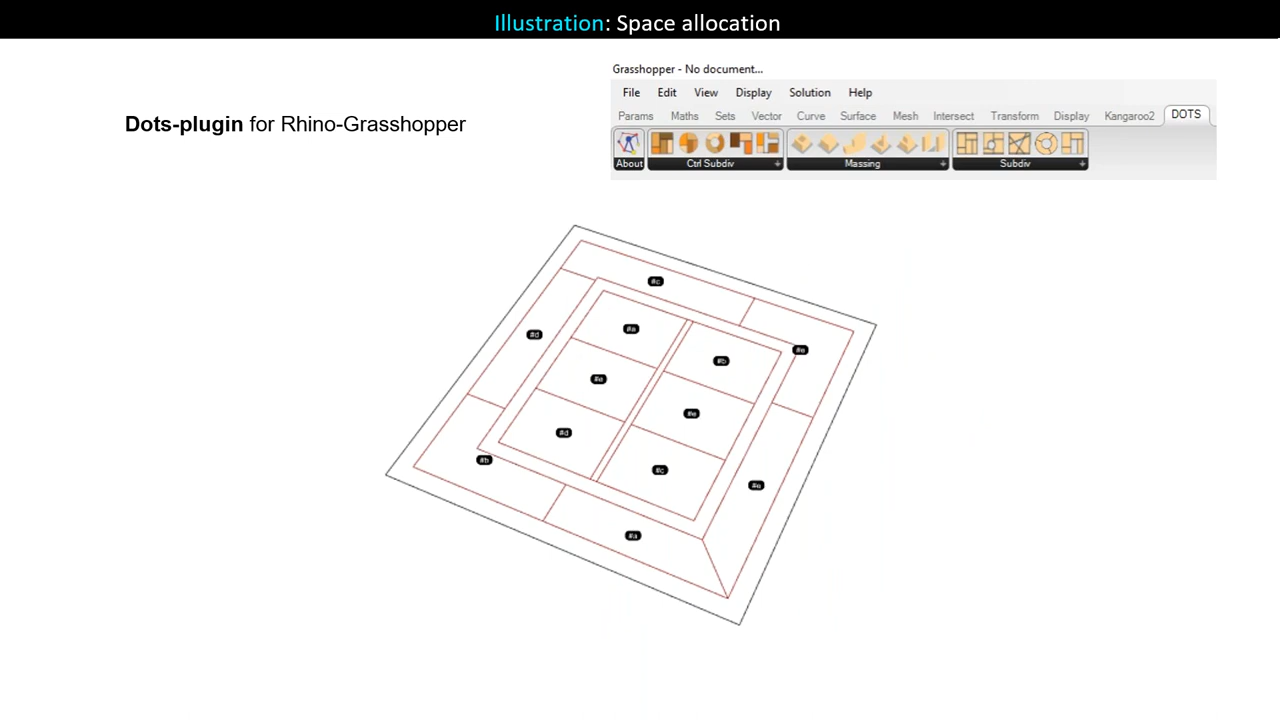 Illustration: Space allocation
Grasshopper - No document...
File Edit View Display Solution Help
Dots-plugin for Rhino-Grasshopper
Params Maths Sets Vector Curve Surface Mesh Intersect Transform Display Kangaroo2 DOTS
About Ctrl Subdiv Massing Subdiv
#c
#a
#d
#b
#e
#d
#c
#b
#a